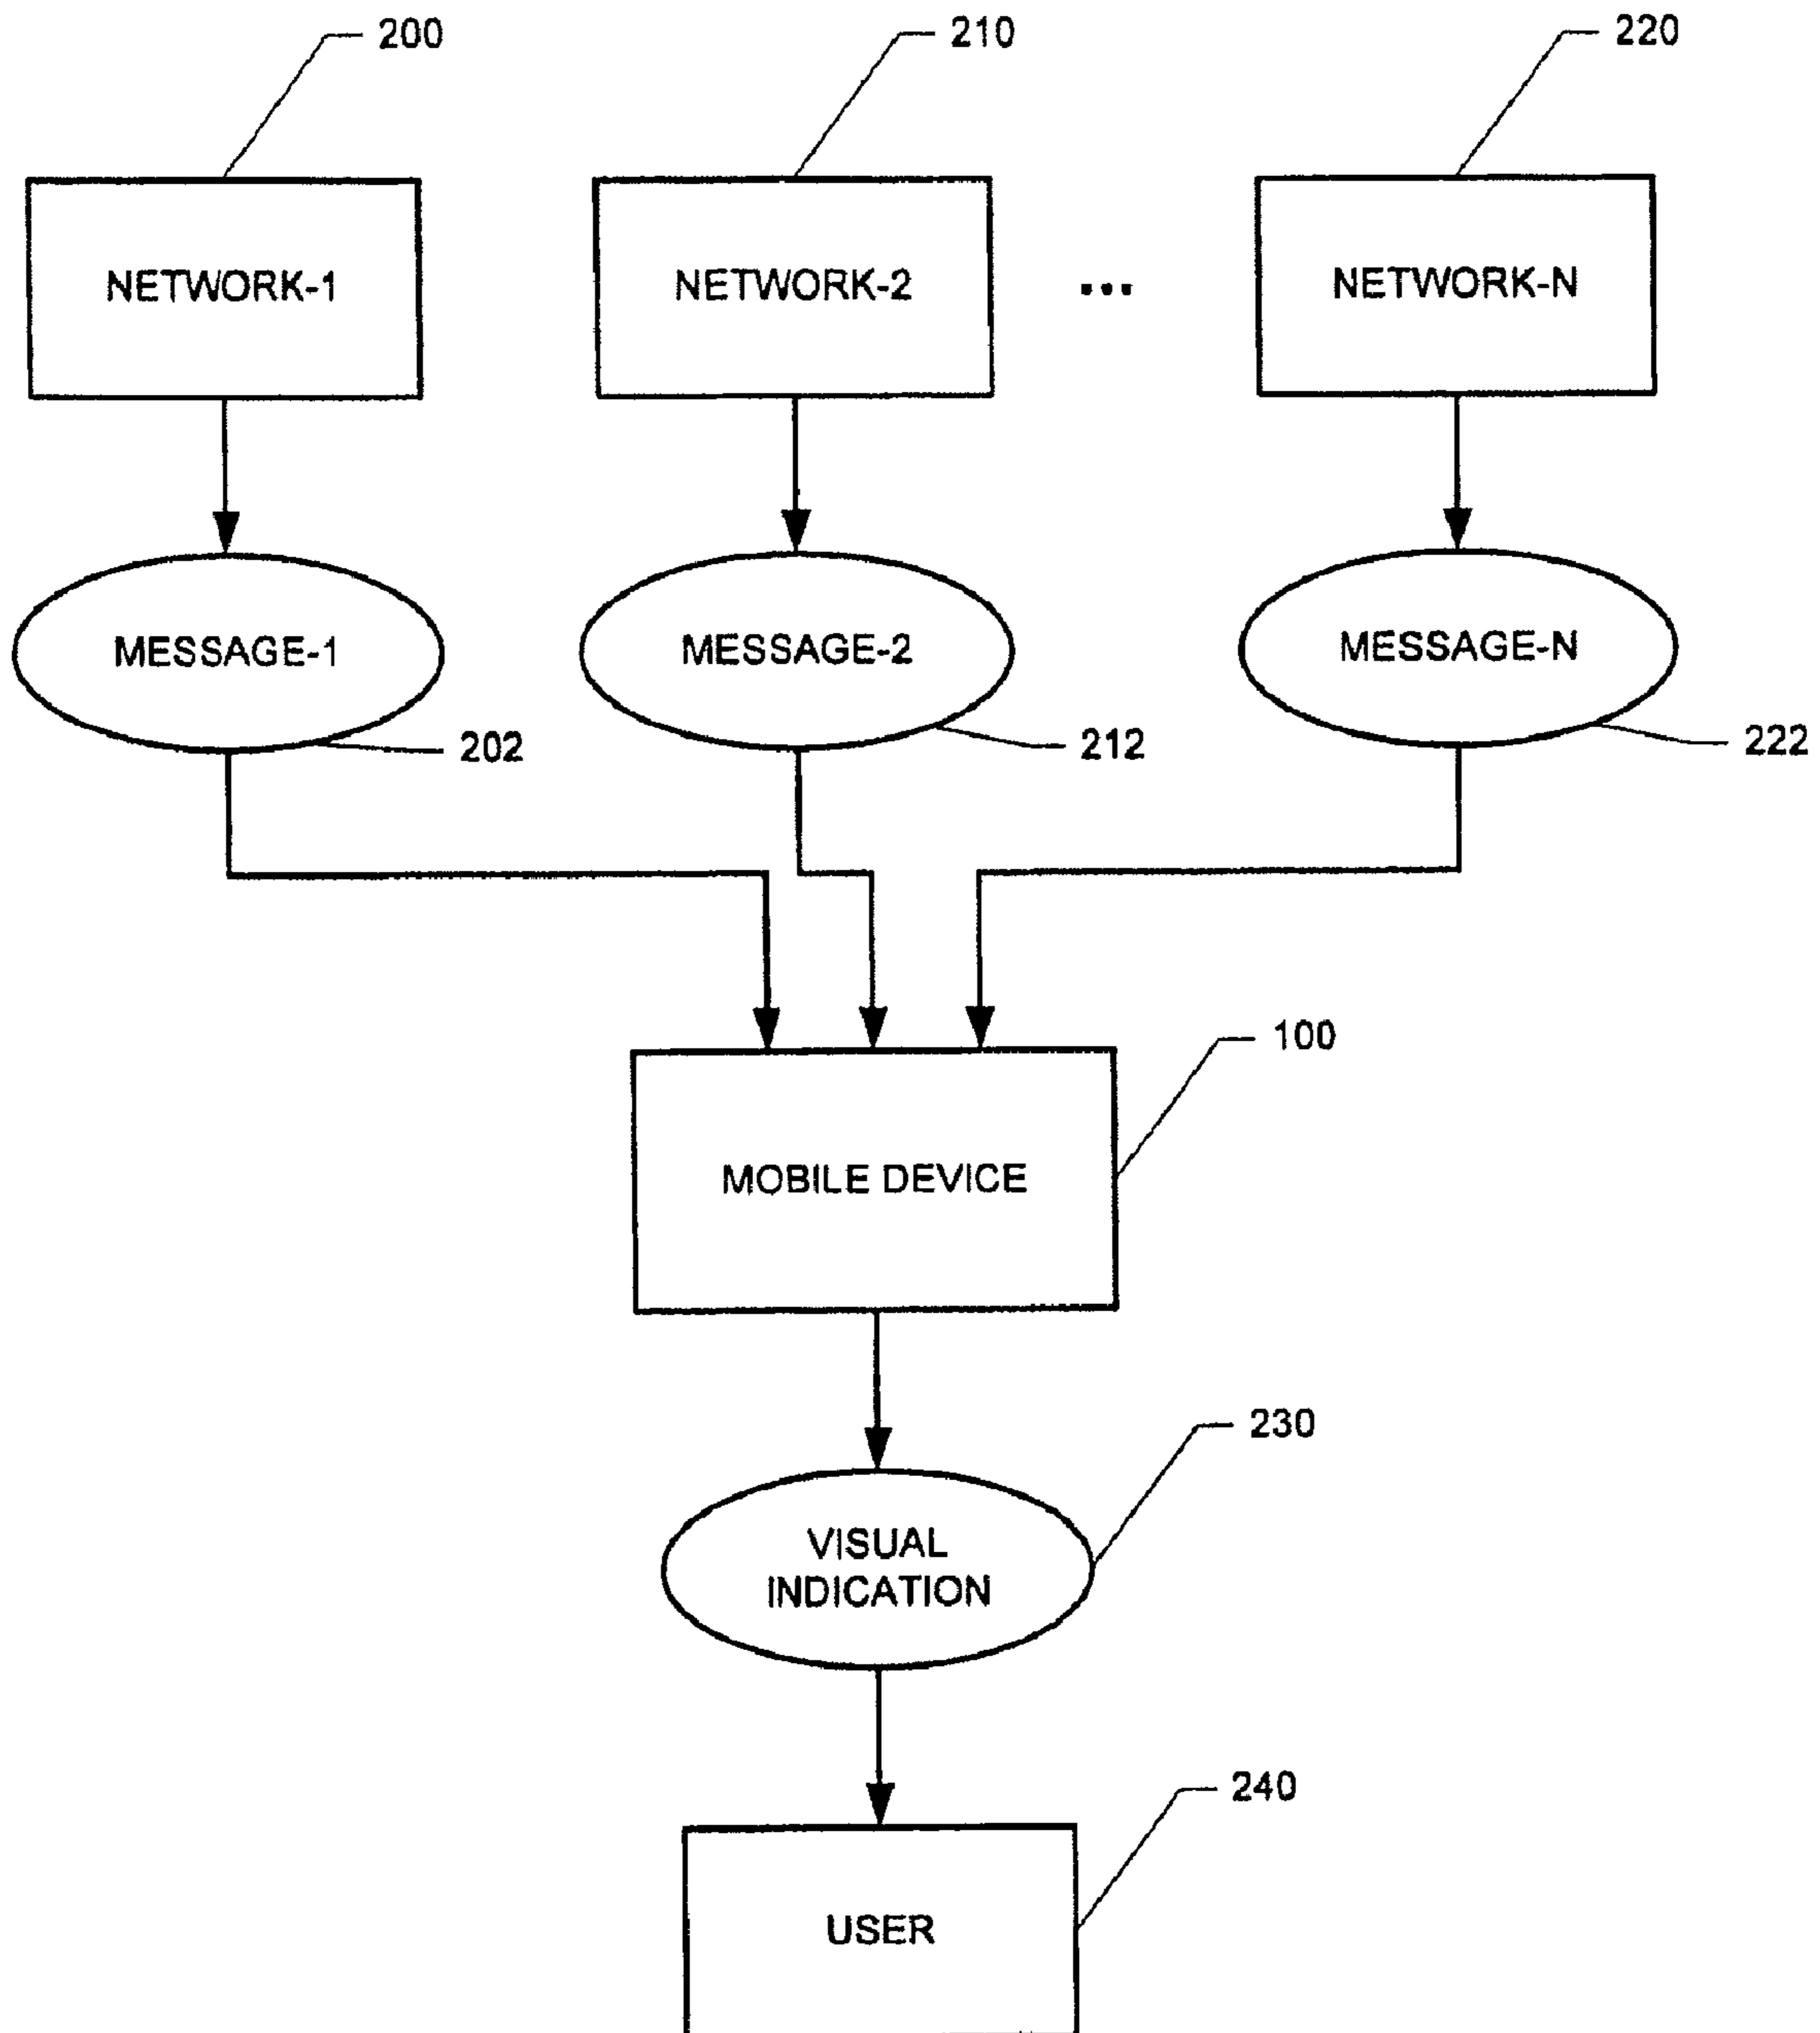 200
210
220
NETWORK-1
NETWORK-2
...
NETWORK-N
MESSAGE-1
MESSAGE-2
MESSAGE-N
202
212
222
100
MOBILE DEVICE
230
VISUAL
INDICATION
240
USER